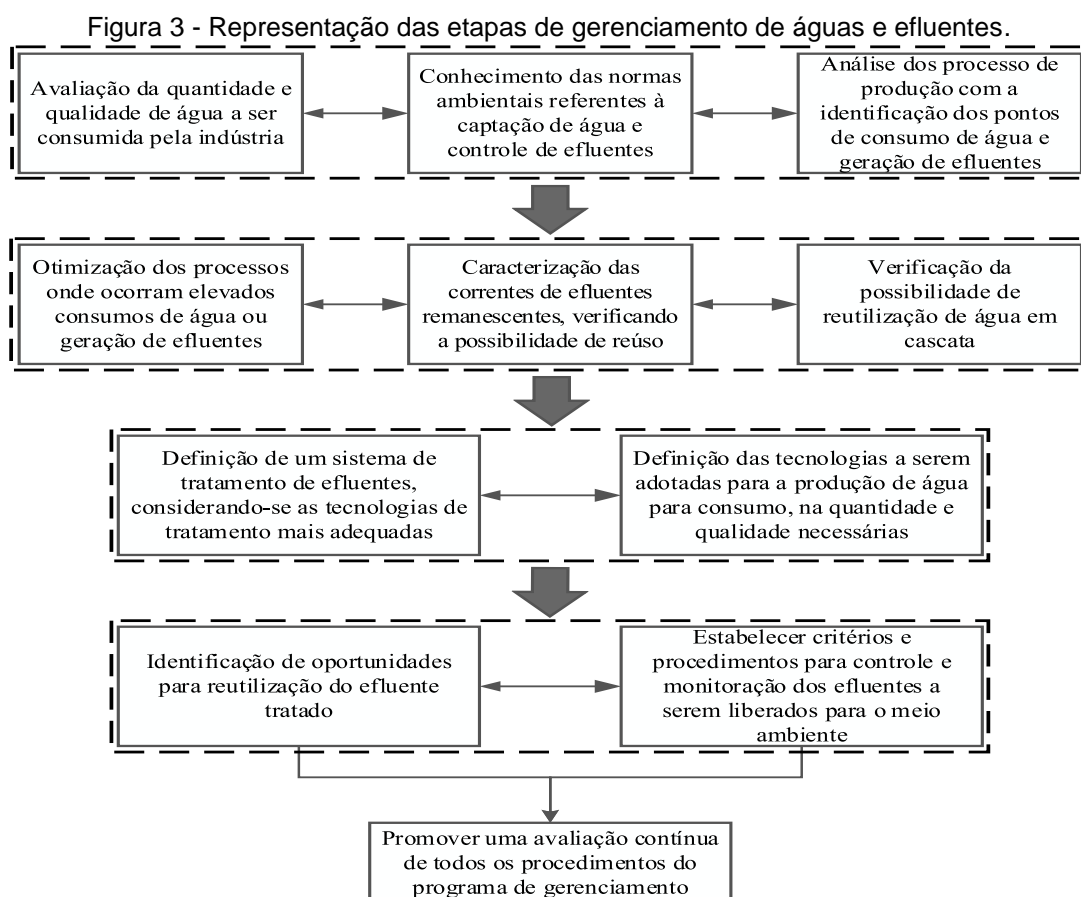 Figura 3 - Representação das etapas de gerenciamento de águas e efluentes.
Avaliação da quantidade e
qualidade de água a ser
consumida pela indústria
Conhecimento das normas
ambientais referentes à
captação de água e
controle de efluentes
Análise dos processo de
produção com a
identificação dos pontos
de consumo de água e
geração de efluentes
Otimização dos processos
onde ocorram elevados
consumos de água ou
geração de efluentes
Caracterização das
correntes de efluentes
remanescentes, verificando
a possibilidade de reúso
Verificação da
possibilidade de
reutilização de água em
cascata
Definição de um sistema de
tratamento de efluentes,
considerando-se as tecnologias de
tratamento mais adequadas
Definição das tecnologias a serem
adotadas para a produção de água
para consumo, na quantidade e
qualidade necessárias
Identificação de oportunidades
para reutilização do efluente
tratado
Estabelecer critérios e
procedimentos para controle e
monitoração dos efluentes a
serem liberados para o meio
ambiente
Promover uma avaliação contínua
de todos os procedimentos do
programa de gerenciamento